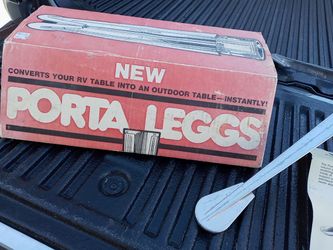 NEW
CONVERTS YOUR RV TABLE INTO AN OUTDOOR TABLE—INSTANTLY!
PORTA LEGGS